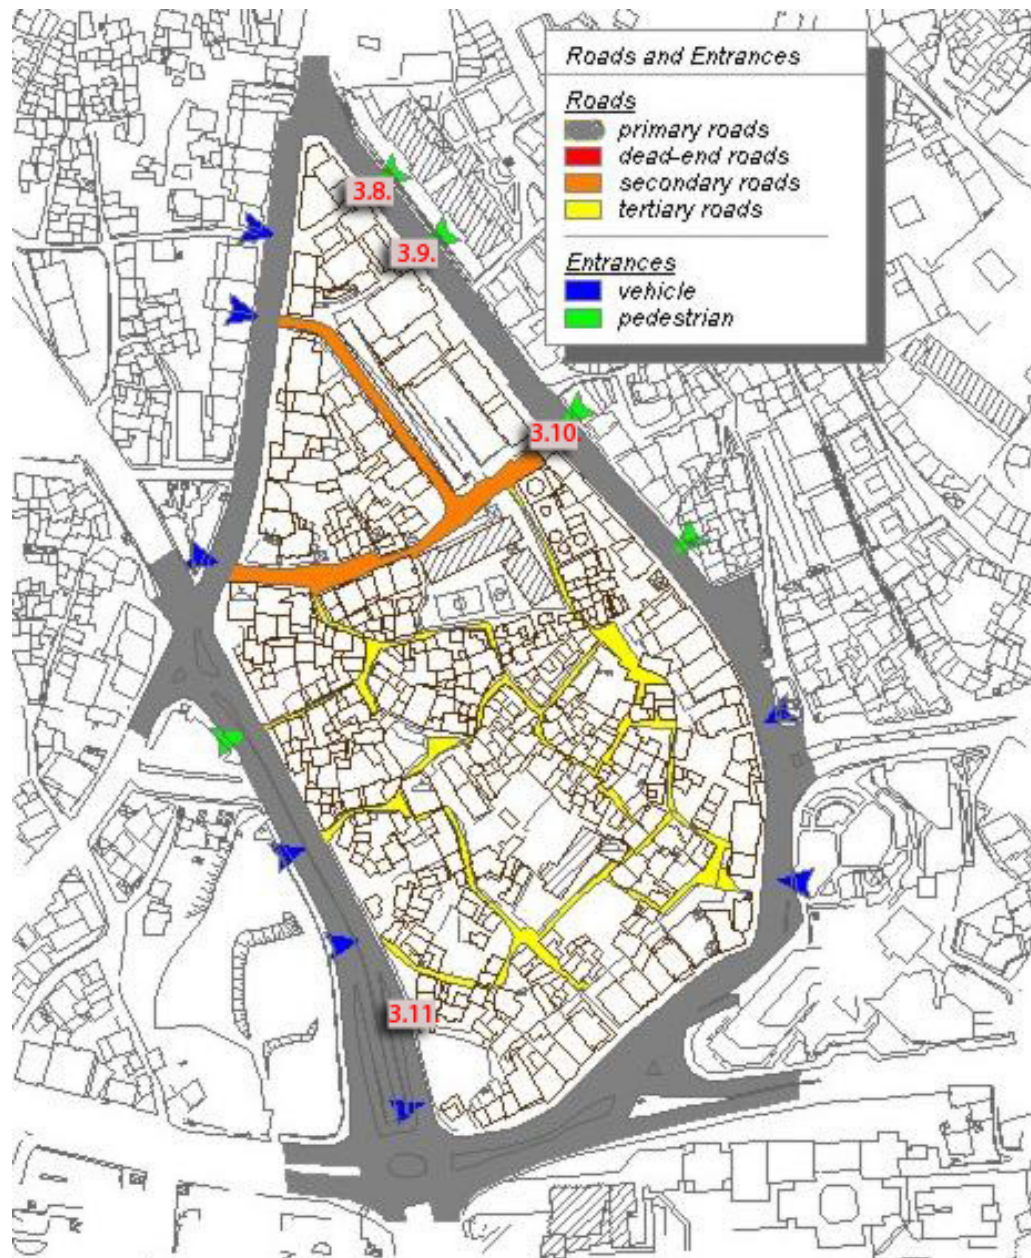 Roads and Entrances
Roads
primary roads
dead-end roads
secondary roads
tertiary roads
Entrances
vehicle
pedestrian
3.8.
3.9.
3.10.
3.11.